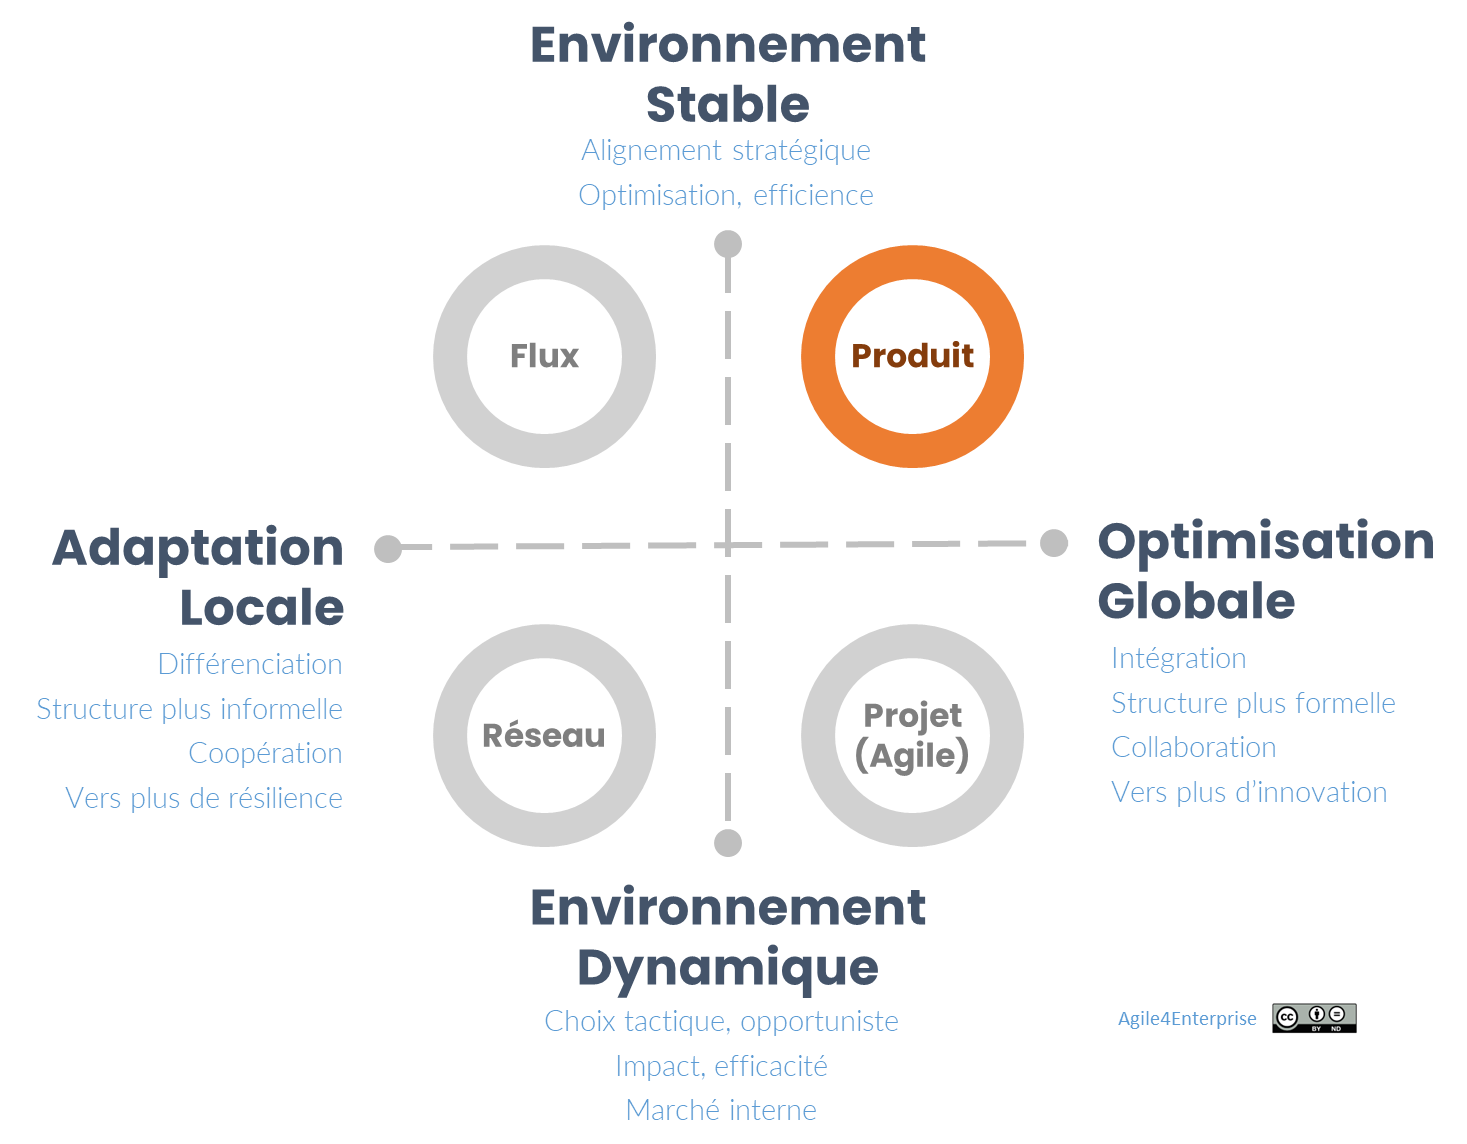 Environnement
Stable
Alignement stratégique
Optimisation, efficience
Flux
Produit
Adaptation
Locale
Différenciation
Structure plus informelle
Coopération
Vers plus de résilience
Optimisation
Globale
Intégration
Structure plus formelle
Collaboration
Vers plus d’innovation
Réseau
Projet
(Agile)
Environnement
Dynamique
Choix tactique, opportuniste
Impact, efficacité
Marché interne
Agile4Enterprise
cc
BY ND